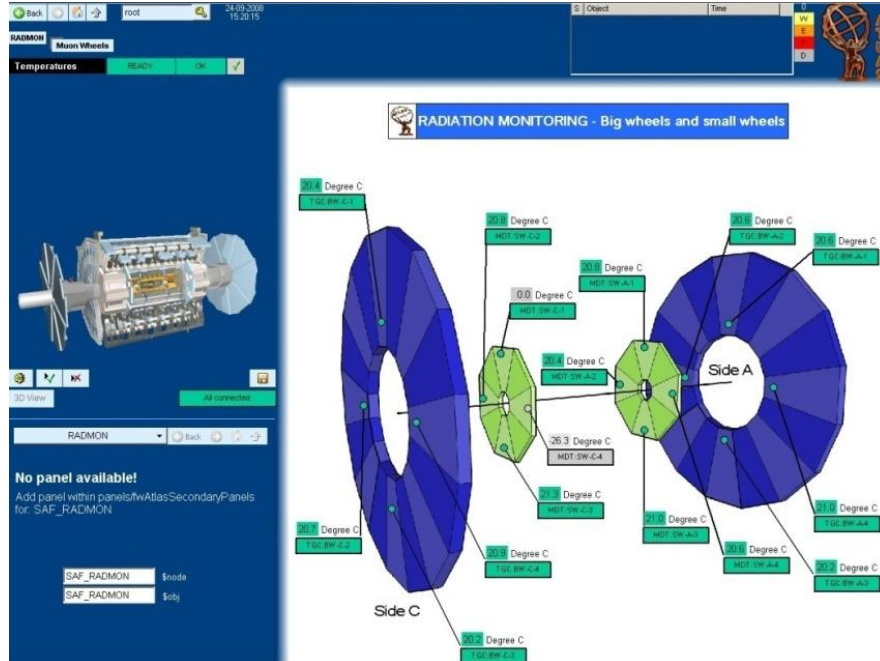 Back
root
24-09-2008
15:20:15
S Object Time
0
W
E
F
D
RADMON
Muon Wheels
Temperatures READY OK
RADIATION MONITORING - Big wheels and small wheels
20.4 Degree C
TGC:BW-C-1
20.8 Degree C
MDT:SW-C-2
20.6 Degree C
TGC:BW-A-2
20.6 Degree C
TGC:BW-A-1
20.8 Degree C
MDT:SW-A-1
0.0 Degree C
MDT:SW-C-1
20.4 Degree C
MDT:SW-A-2
Side A
3D View
All connected
RADMON
Back
-26.3 Degree C
MDT:SW-C-4
No panel available!
Add panel within panels/fwAtlasSecondaryPanels
for: SAF_RADMON
21.3 Degree C
MDT:SW-C-3
21.0 Degree C
MDT:SW-A-3
21.0 Degree C
TGC:BW-A-4
20.7 Degree C
TGC:BW-C-2
20.9 Degree C
TGC:BW-C-4
20.6 Degree C
MDT:SW-A-4
20.2 Degree C
TGC:BW-A-3
SAF_RADMON $node
SAF_RADMON $obj
Side C
20.2 Degree C
TGC:BW-C-3